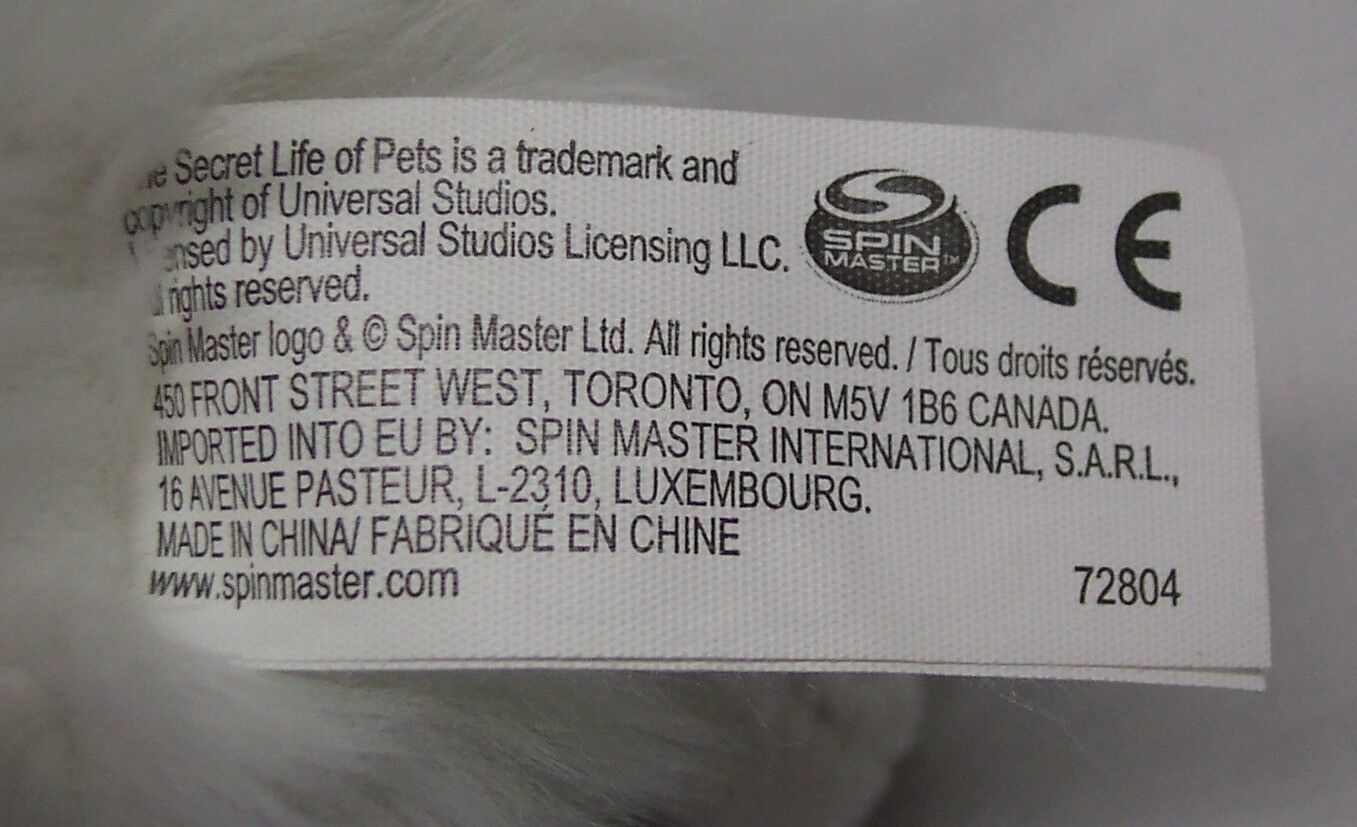 Secret Life of Pets is a trademark and
copyright of Universal Studios.
by Universal Studios Licensing LLC.
rights reserved.
SPIN
MASTER™
CE
Spin Master logo & © Spin Master Ltd. All rights reserved. / Tous droits réservés.
450 FRONT STREET WEST, TORONTO, ON M5V 1B6 CANADA.
IMPORTED INTO EU BY: SPIN MASTER INTERNATIONAL, S.A.R.L.,
16 AVENUE PASTEUR, L-2310, LUXEMBOURG.
MADE IN CHINA/ FABRIQUÉ EN CHINE
www.spinmaster.com
72804